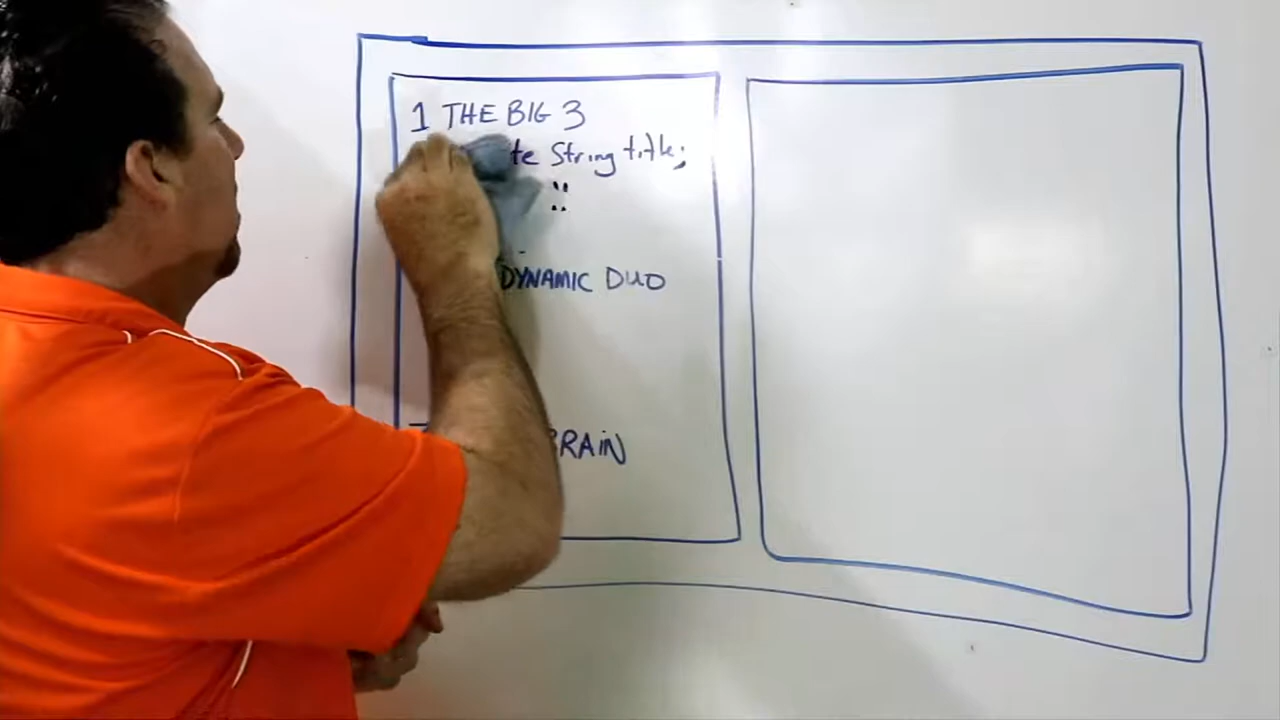 1 THE BIG 3
te String title;
DYNAMIC DUO
BRAIN